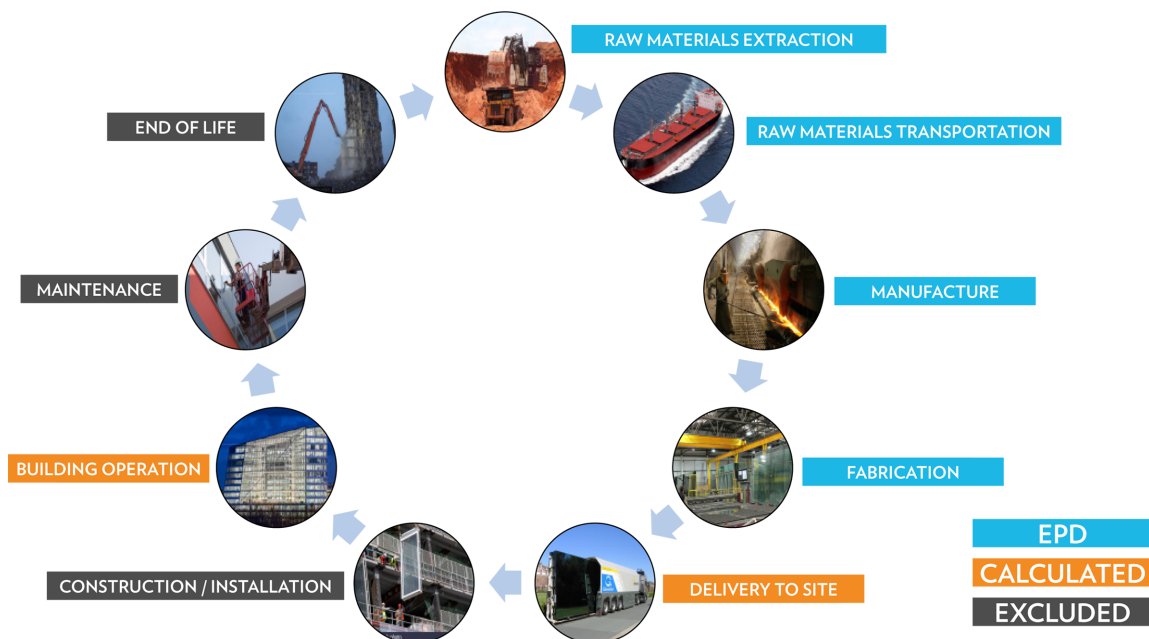 RAW MATERIALS EXTRACTION
RAW MATERIALS TRANSPORTATION
END OF LIFE
MAINTENANCE
MANUFACTURE
BUILDING OPERATION
FABRICATION
CONSTRUCTION / INSTALLATION
DELIVERY TO SITE
EPD
CALCULATED
EXCLUDED